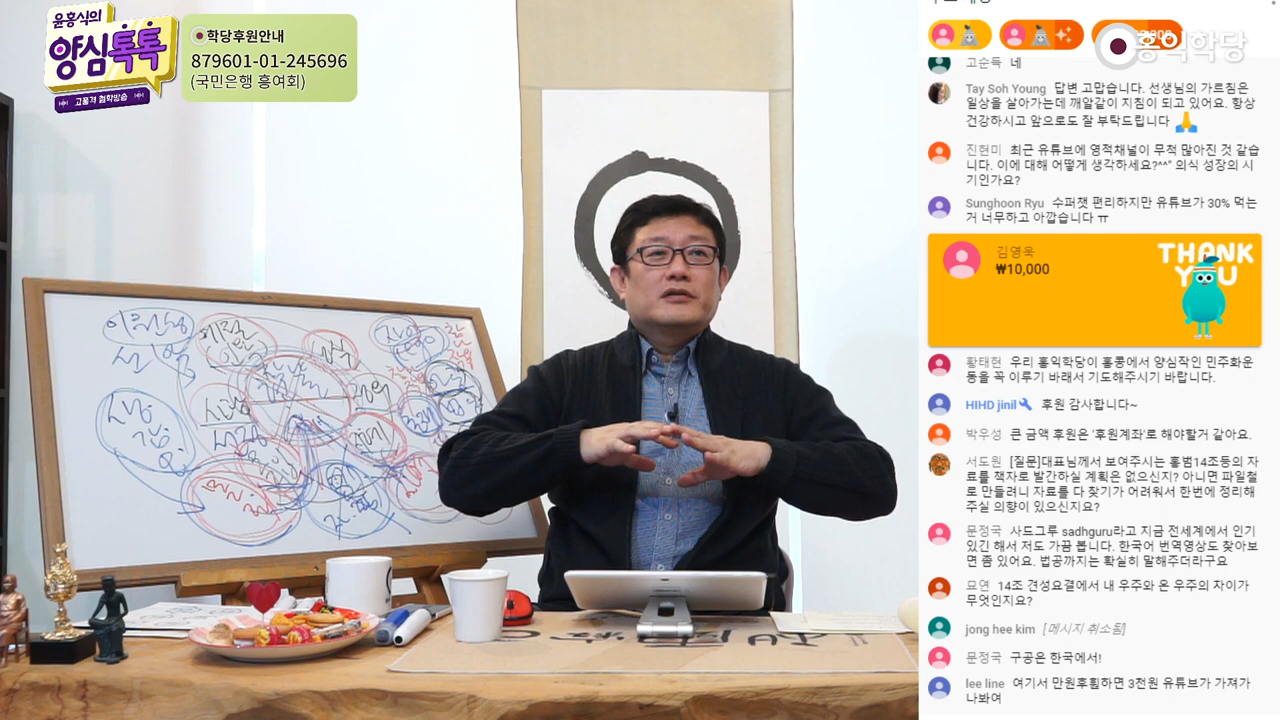 윤홍식의
양심톡톡
고품격 철학방송
학당후원안내
879601-01-245696
(국민은행 흥여회)
홍익학당
고순득 네
Tay Soh Young 답변 고맙습니다. 선생님의 가르침은
일상을 살아가는데 깨알같이 지침이 되고 있어요. 항상
건강하시고 앞으로도 잘 부탁드립니다
진현미 최근 유튜브에 영적채널이 무척 많아진 것 같습
니다. 이에 대해 어떻게 생각하세요?^^* 의식 성장의 시
기인가요?
Sunghoon Ryu 수퍼챗 편리하지만 유튜브가 30% 먹는
거 너무하고 아깝습니다 ㅠ
김영욱
₩10,000
THANK
YOU
황태현 우리 홍익학당이 홍콩에서 양심작인 민주화운
동을 꼭 이루기 바래서 기도해주시기 바랍니다.
HIHD jinil 후원 감사합니다~
박우성 큰 금액 후원은 '후원계좌'로 해야할거 같아요.
서도원 [질문]대표님께서 보여주시는 홍범14조등의 자
료를 책자로 발간하실 계획은 없으신지? 아니면 파일철
로 만들려니 자료를 다 찾기가 어려워서 한번에 정리해
주실 의향이 있으신지요?
문정국 사드그루 sadhguru라고 지금 전세계에서 인기
있긴 해서 저도 가끔 봅니다. 한국어 번역영상도 찾아보
면 좀 있어요. 법공까지는 확실히 말해주더라구요
묘연 14조 견성요결에서 내 우주와 온 우주의 차이가
무엇인지요?
jong hee kim [메시지 취소됨]
문정국 구공은 한국에서!
lee line 여기서 만원후휩하면 3천원 유튜브가 가져가
나봐여